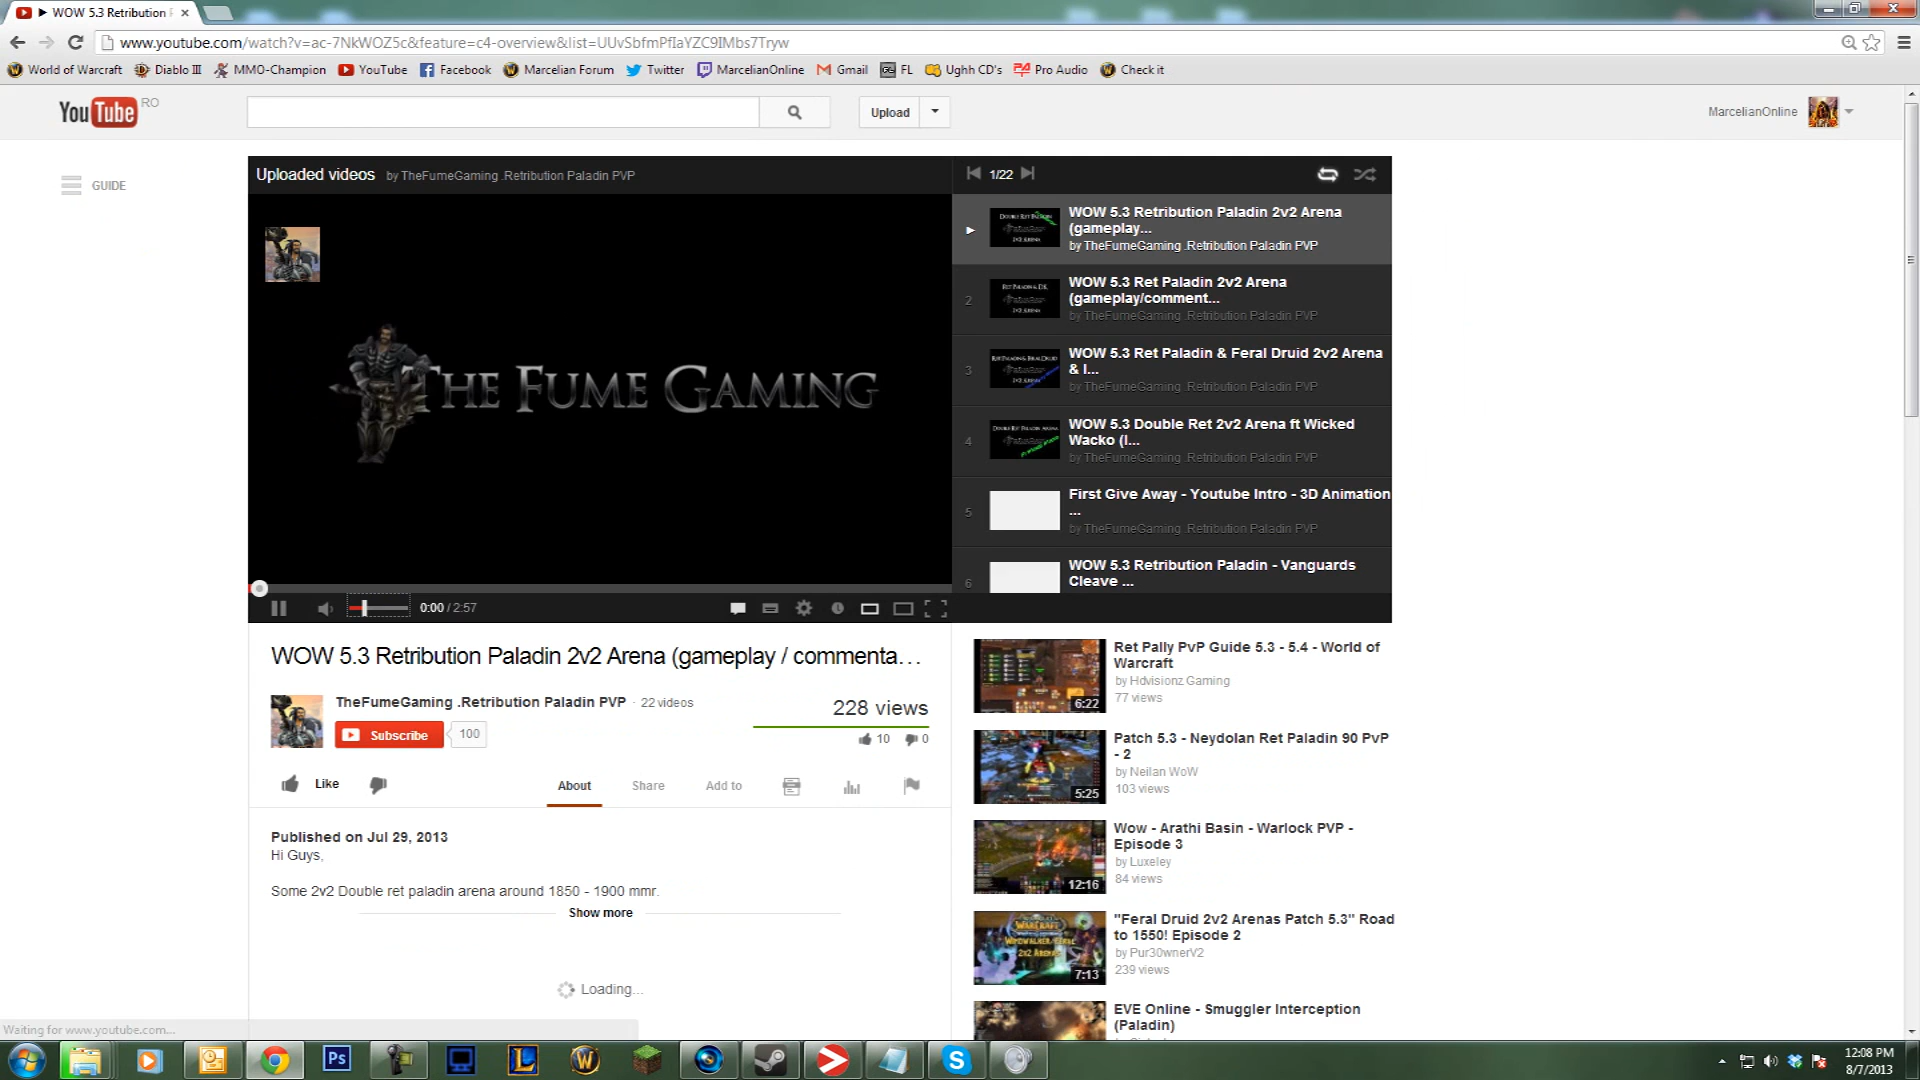 WOW 5.3 Retribution P
www.youtube.com/watch?v=ac-7NkWOZ5c&feature=c4-overview&list=UUvSbfmPfIaYZC9IMbs7Tryw
World of Warcraft Diablo III MMO-Champion YouTube Facebook Marcelian Forum Twitter MarcelianOnline Gmail FL Ughh CD's Pro Audio Check it
YouTube RO
Upload
MarcelianOnline
GUIDE
Uploaded videos by TheFumeGaming .Retribution Paladin PVP
1/22
The Fume Gaming
WOW 5.3 Retribution Paladin 2v2 Arena
(gameplay...
by TheFumeGaming .Retribution Paladin PVP
2
WOW 5.3 Ret Paladin 2v2 Arena
(gameplay/comment...
by TheFumeGaming .Retribution Paladin PVP
3
WOW 5.3 Ret Paladin & Feral Druid 2v2 Arena
& I...
by TheFumeGaming .Retribution Paladin PVP
4
WOW 5.3 Double Ret 2v2 Arena ft Wicked
Wacko (I...
by TheFumeGaming .Retribution Paladin PVP
5
First Give Away - Youtube Intro - 3D Animation
...
by TheFumeGaming .Retribution Paladin PVP
6
WOW 5.3 Retribution Paladin - Vanguards
Cleave ...
0:00 / 2:57
WOW 5.3 Retribution Paladin 2v2 Arena (gameplay / commenta...
TheFumeGaming .Retribution Paladin PVP · 22 videos
Subscribe 100
228 views
10 0
Like
About Share Add to
Published on Jul 29, 2013
Hi Guys,
Some 2v2 Double ret paladin arena around 1850 - 1900 mmr.
Show more
Loading...
Ret Pally PvP Guide 5.3 - 5.4 - World of
Warcraft
by Hdvisionz Gaming
77 views
6:22
Patch 5.3 - Neydolan Ret Paladin 90 PvP
- 2
by Neilan WoW
103 views
5:25
Wow - Arathi Basin - Warlock PVP -
Episode 3
by Luxeley
84 views
12:16
"Feral Druid 2v2 Arenas Patch 5.3" Road
to 1550! Episode 2
by Pur30wnerV2
239 views
7:13
EVE Online - Smuggler Interception
(Paladin)
Waiting for www.youtube.com...
Ps
12:08 PM
8/7/2013